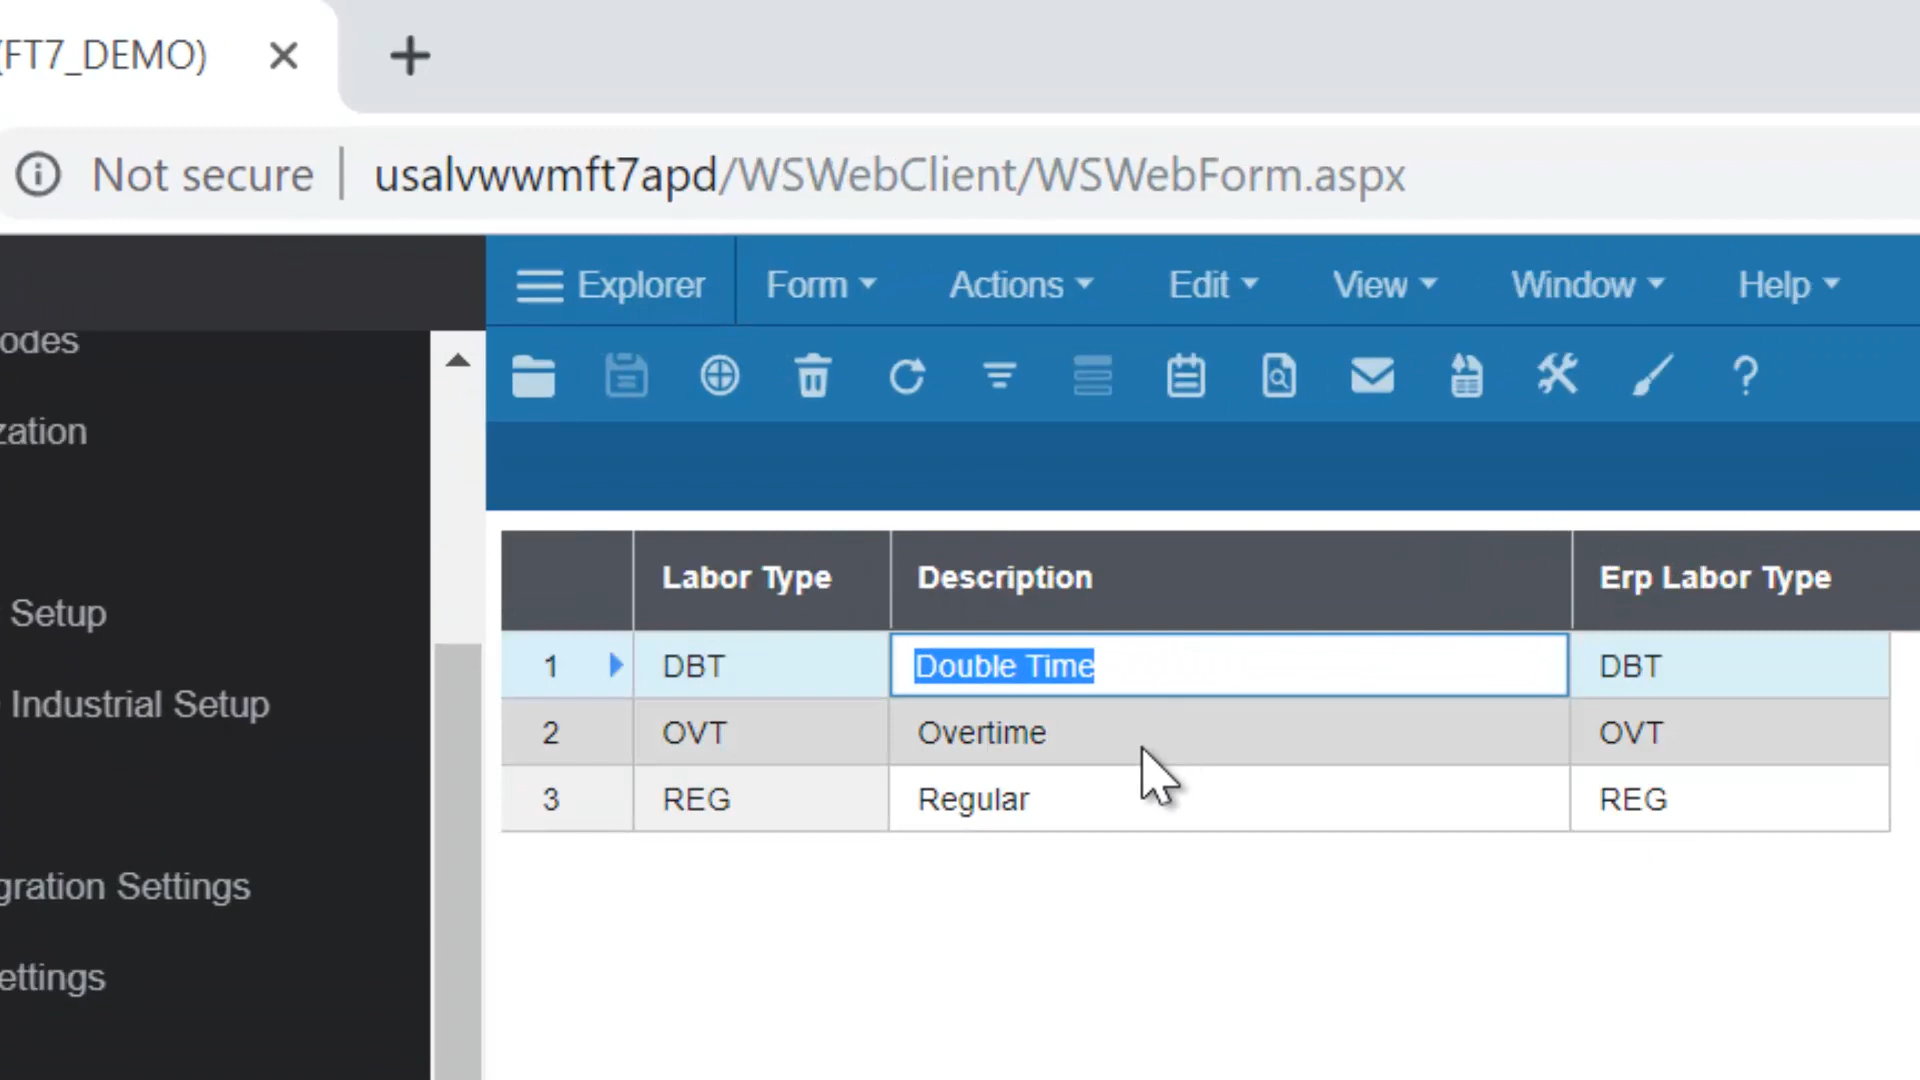 (FT7_DEMO)
Not secure | usalvwwmft7apd/WSWebClient/WSWebForm.aspx
Explorer Form Actions Edit View Window Help
odes
zation
Setup
Industrial Setup
gration Settings
ettings
Labor Type Description Erp Labor Type
1 DBT Double Time DBT
2 OVT Overtime OVT
3 REG Regular REG